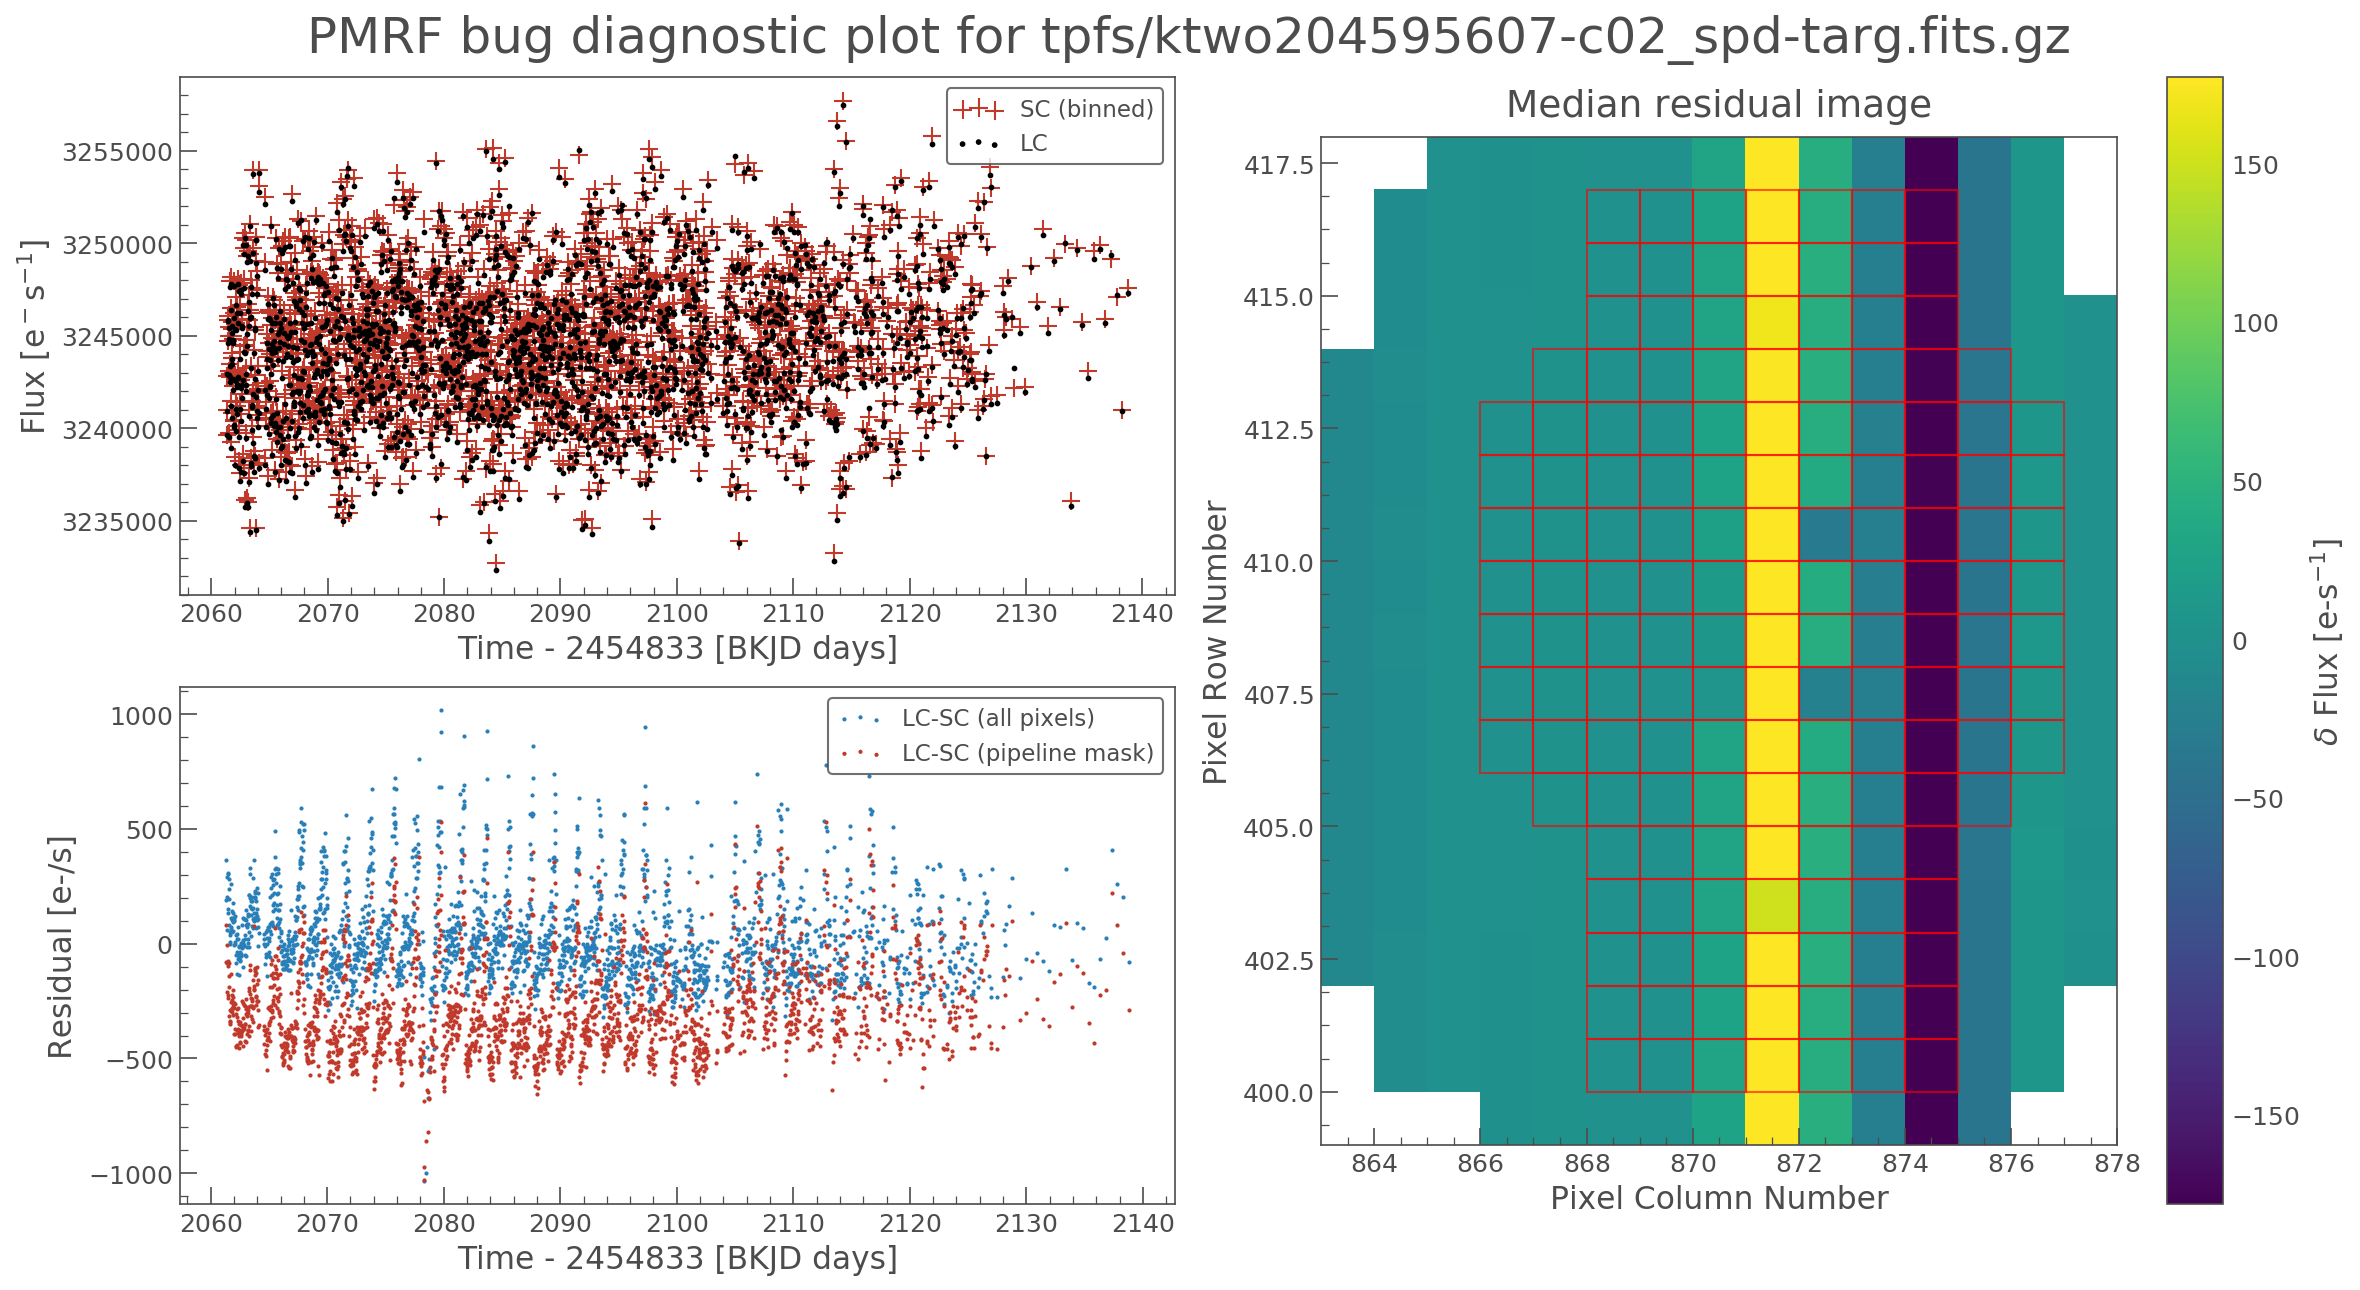 PMRF bug diagnostic plot for tpfs/ktwo204595607-c02_spd-targ.fits.gz
SC (binned)
LC
Flux [e⁻ s⁻¹]
3255000
3250000
3245000
3240000
3235000
2060 2070 2080 2090 2100 2110 2120 2130 2140
Time - 2454833 [BKJD days]
LC-SC (all pixels)
LC-SC (pipeline mask)
Residual [e-/s]
1000
500
0
−500
−1000
2060 2070 2080 2090 2100 2110 2120 2130 2140
Time - 2454833 [BKJD days]
Median residual image
Pixel Row Number
417.5
415.0
412.5
410.0
407.5
405.0
402.5
400.0
864 866 868 870 872 874 876 878
Pixel Column Number
150
100
50
0
−50
−100
−150
δ Flux [e-s⁻¹]